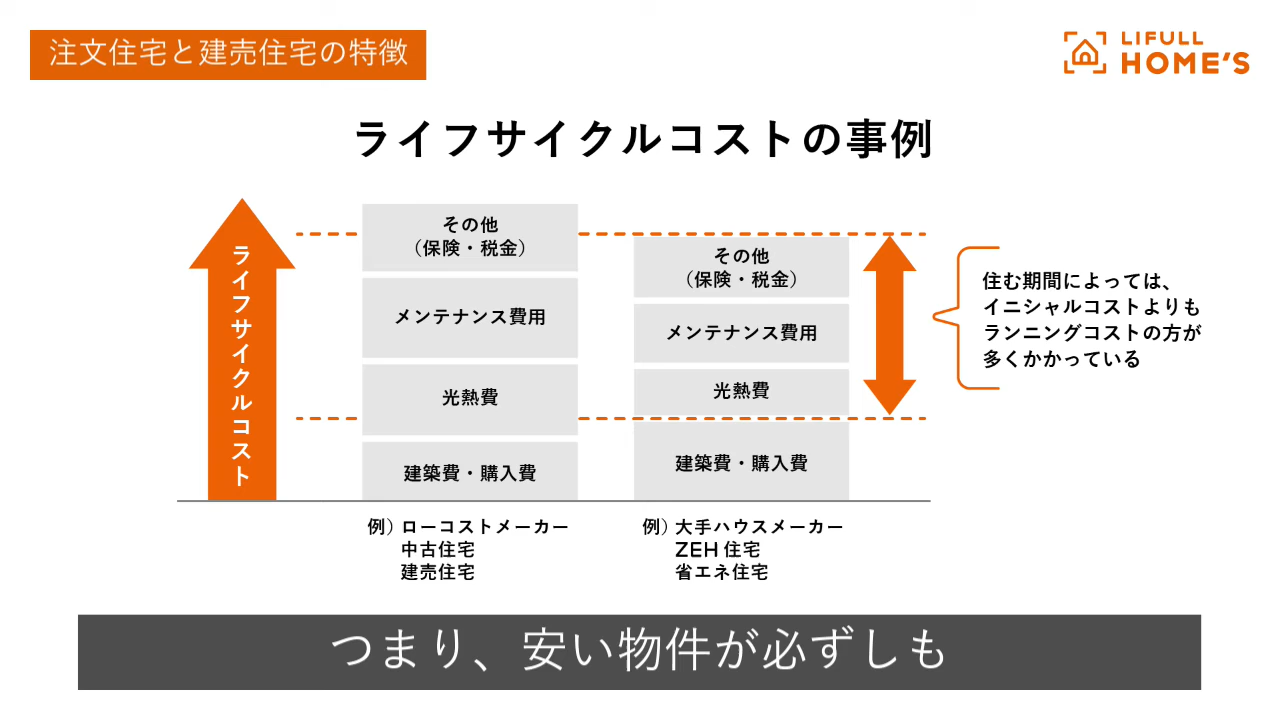 注文住宅と建売住宅の特徴
LIFULL
HOME'S
ライフサイクルコストの事例
ライフサイクルコスト
その他
（保険・税金）
メンテナンス費用
光熱費
建築費・購入費
その他
（保険・税金）
メンテナンス費用
光熱費
建築費・購入費
住む期間によっては、
イニシャルコストよりも
ランニングコストの方が
多くかかっている
例）ローコストメーカー
中古住宅
建売住宅
例）大手ハウスメーカー
ZEH 住宅
省エネ住宅
つまり、安い物件が必ずしも